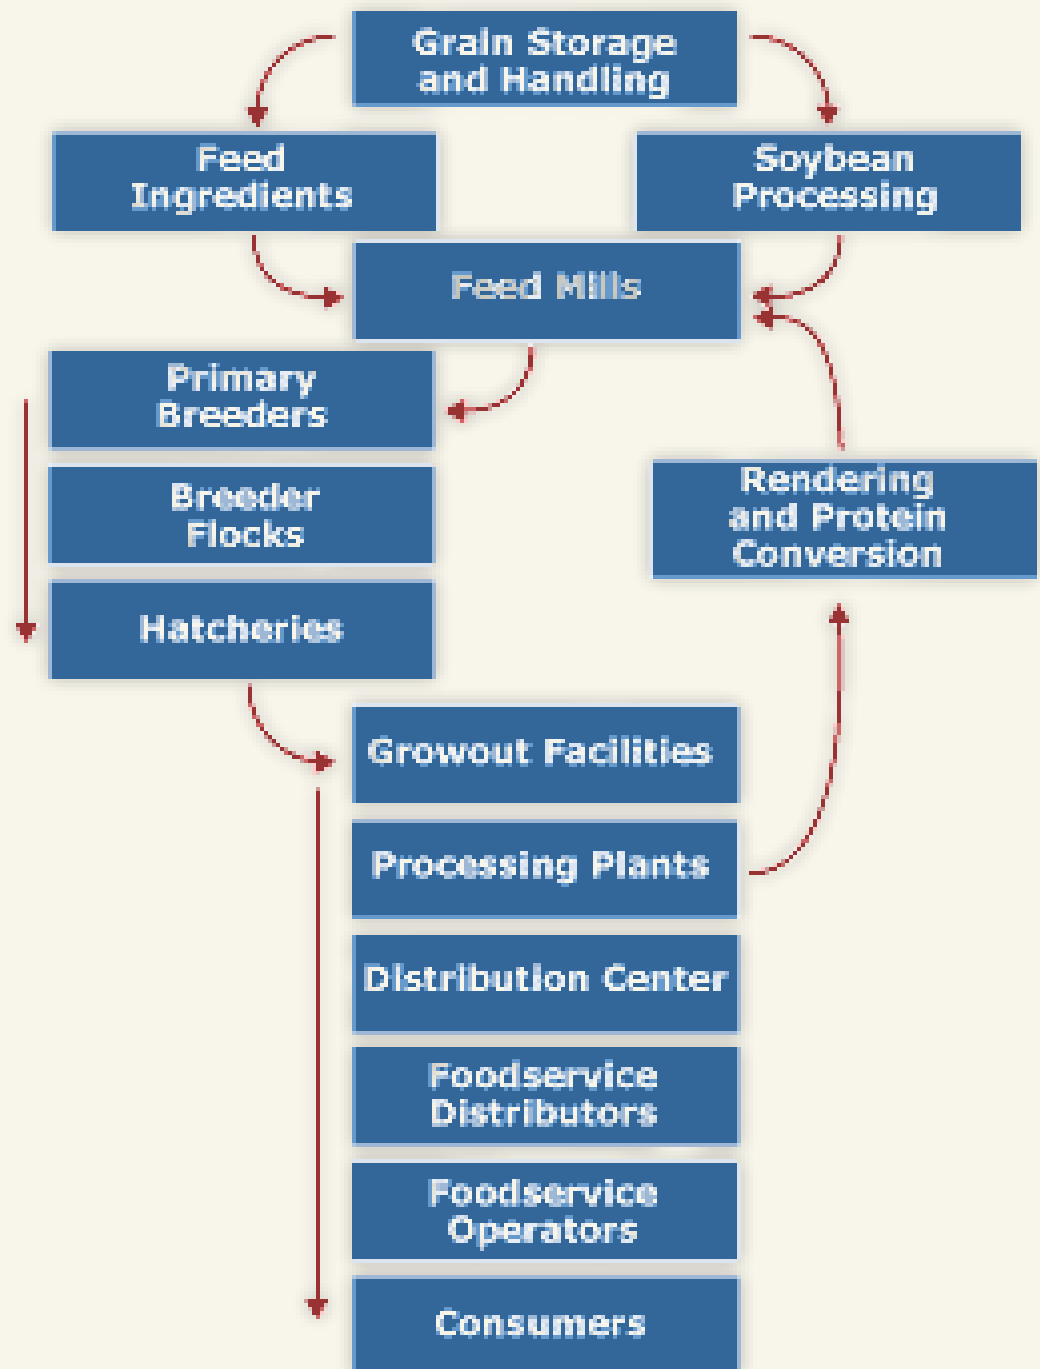 Grain Storage
and Handling
Feed
Ingredients
Soybean
Processing
Feed Mills
Primary
Breeders
Breeder
Flocks
Rendering
and Protein
Conversion
Hatcheries
Growout Facilities
Processing Plants
Distribution Center
Foodservice
Distributors
Foodservice
Operators
Consumers